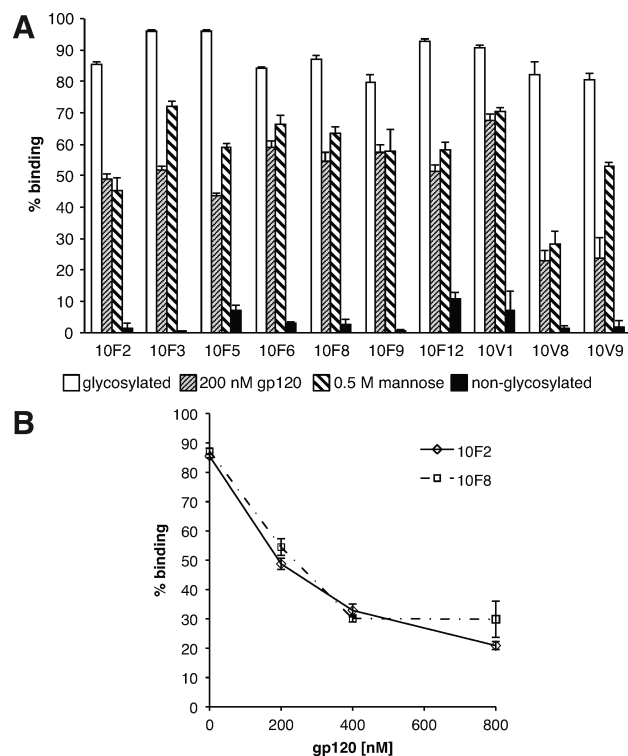 A
100
90
80
70
60
50
40
30
20
10
0
% binding
10F2 10F3 10F5 10F6 10F8 10F9 10F12 10V1 10V8 10V9
glycosylated 200 nM gp120 0.5 M mannose non-glycosylated
B
100
90
80
70
60
50
40
30
20
10
0
% binding
10F2
10F8
0 200 400 600 800
gp120 [nM]